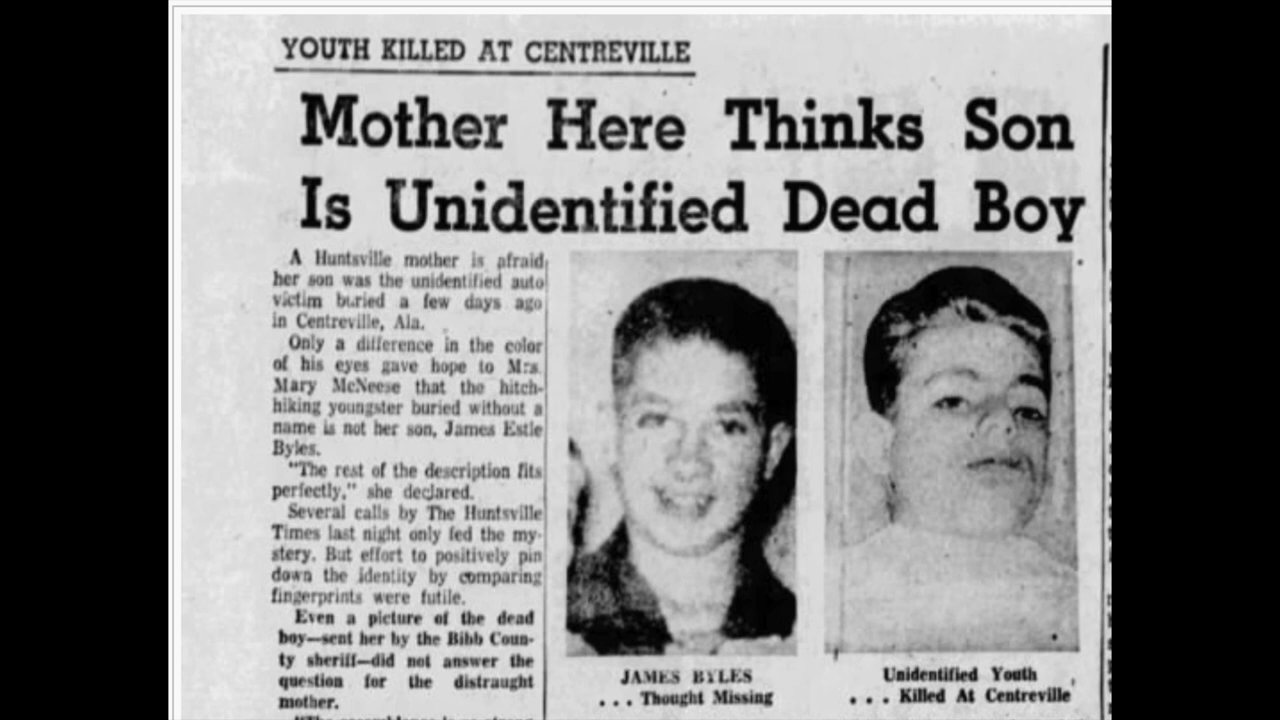 YOUTH KILLED AT CENTREVILLE
Mother Here Thinks Son
Is Unidentified Dead Boy
A Huntsville mother is afraid
her son was the unidentified auto
victim buried a few days ago
in Centreville, Ala.
Only a difference in the color
of his eyes gave hope to Mrs.
Mary McNeese that the hitch-
hiking youngster buried without a
name is not her son, James Estle
Byles.
"The rest of the description fits
perfectly," she declared.
Several calls by The Huntsville
Times last night only fed the my-
stery. But effort to positively pin
down the identity by comparing
fingerprints were futile.
Even a picture of the dead
boy—sent her by the Bibb Coun-
ty sheriff—did not answer the
question for the distraught
mother.
JAMES BYLES
. . . Thought Missing
Unidentified Youth
. . . Killed At Centreville